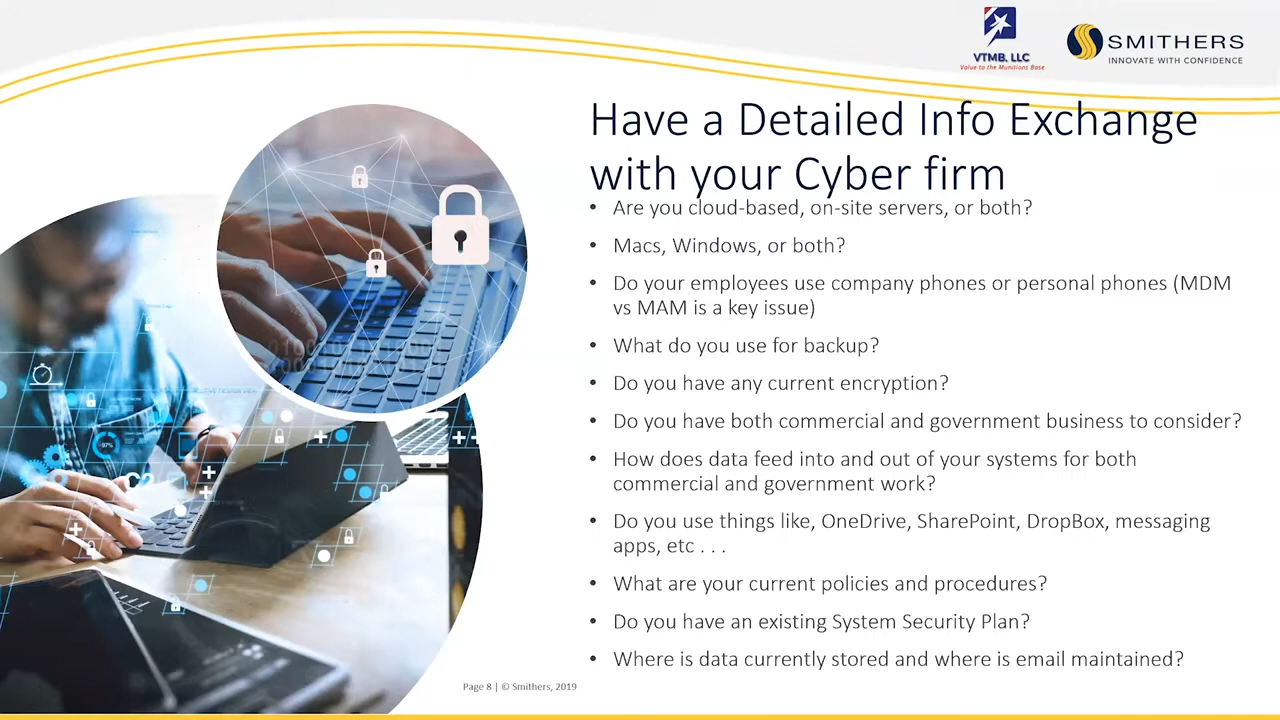 VTMB, LLC
Value to the Munitions Base
SMITHERS
INNOVATE WITH CONFIDENCE
Have a Detailed Info Exchange
with your Cyber firm
• Are you cloud-based, on-site servers, or both?
• Macs, Windows, or both?
• Do your employees use company phones or personal phones (MDM
vs MAM is a key issue)
• What do you use for backup?
• Do you have any current encryption?
• Do you have both commercial and government business to consider?
• How does data feed into and out of your systems for both
commercial and government work?
• Do you use things like, OneDrive, SharePoint, DropBox, messaging
apps, etc . . .
• What are your current policies and procedures?
• Do you have an existing System Security Plan?
• Where is data currently stored and where is email maintained?
Page 8 | © Smithers, 2019